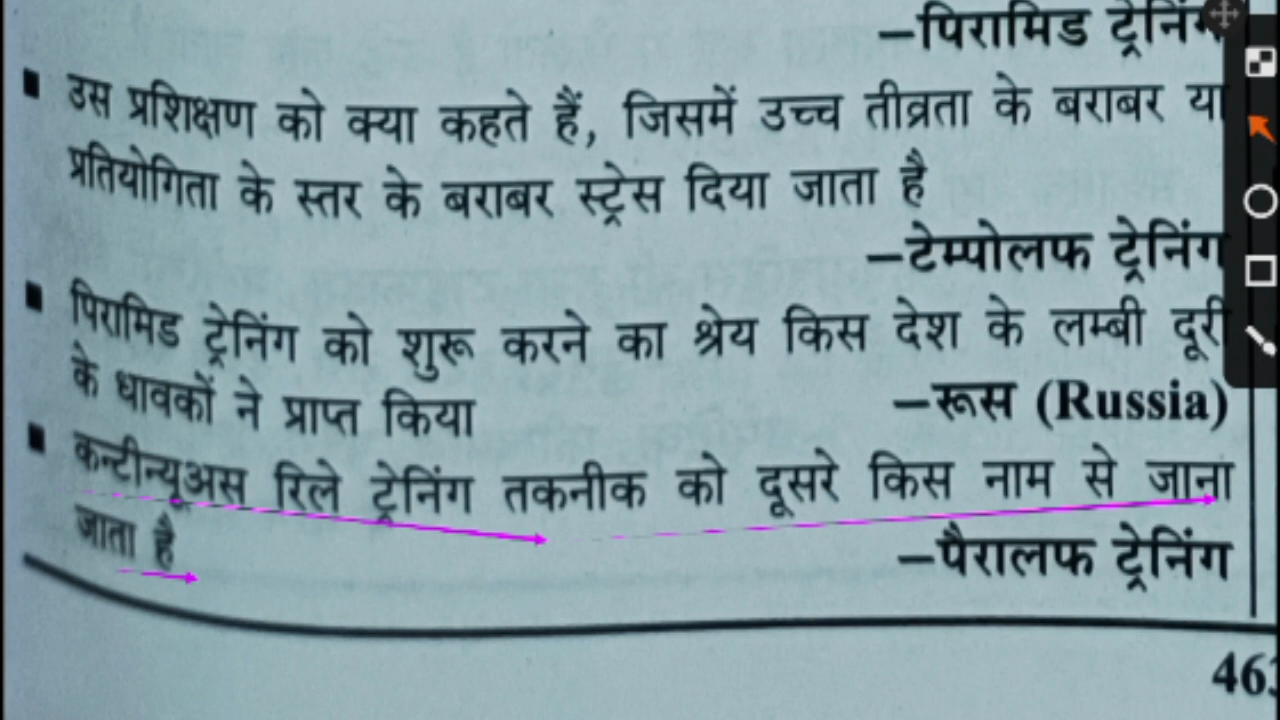 –पिरामिड ट्रेनिंग
■ उस प्रशिक्षण को क्या कहते हैं, जिसमें उच्च तीव्रता के बराबर या
प्रतियोगिता के स्तर के बराबर स्ट्रेस दिया जाता है
–टेम्पोलफ ट्रेनिंग
■ पिरामिड ट्रेनिंग को शुरू करने का श्रेय किस देश के लम्बी दूरी
के धावकों ने प्राप्त किया –रूस (Russia)
■ कन्टीन्यूअस रिले ट्रेनिंग तकनीक को दूसरे किस नाम से जाना
जाता है –पैरालफ ट्रेनिंग